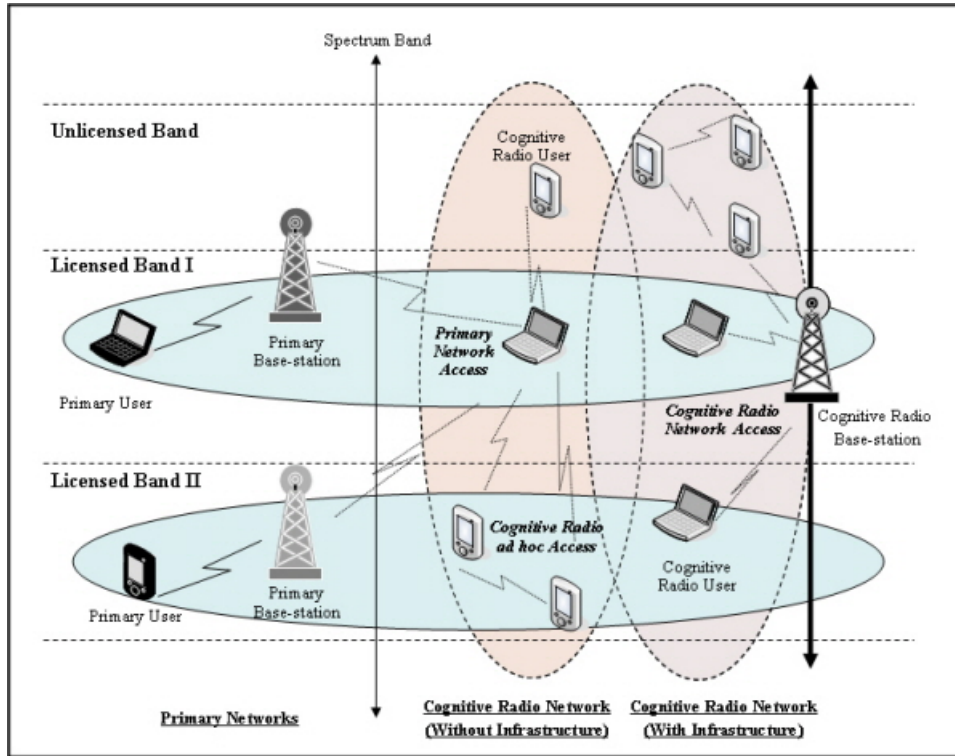 Spectrum Band
Unlicensed Band
Cognitive
Radio User
Licensed Band I
Primary
Base-station
Primary User
Primary
Network
Access
Cognitive Radio
Network Access
Cognitive Radio
Base-station
Licensed Band II
Cognitive Radio
ad hoc Access
Cognitive
Radio User
Primary User
Primary
Base-station
Primary Networks
Cognitive Radio Network
(Without Infrastructure)
Cognitive Radio Network
(With Infrastructure)